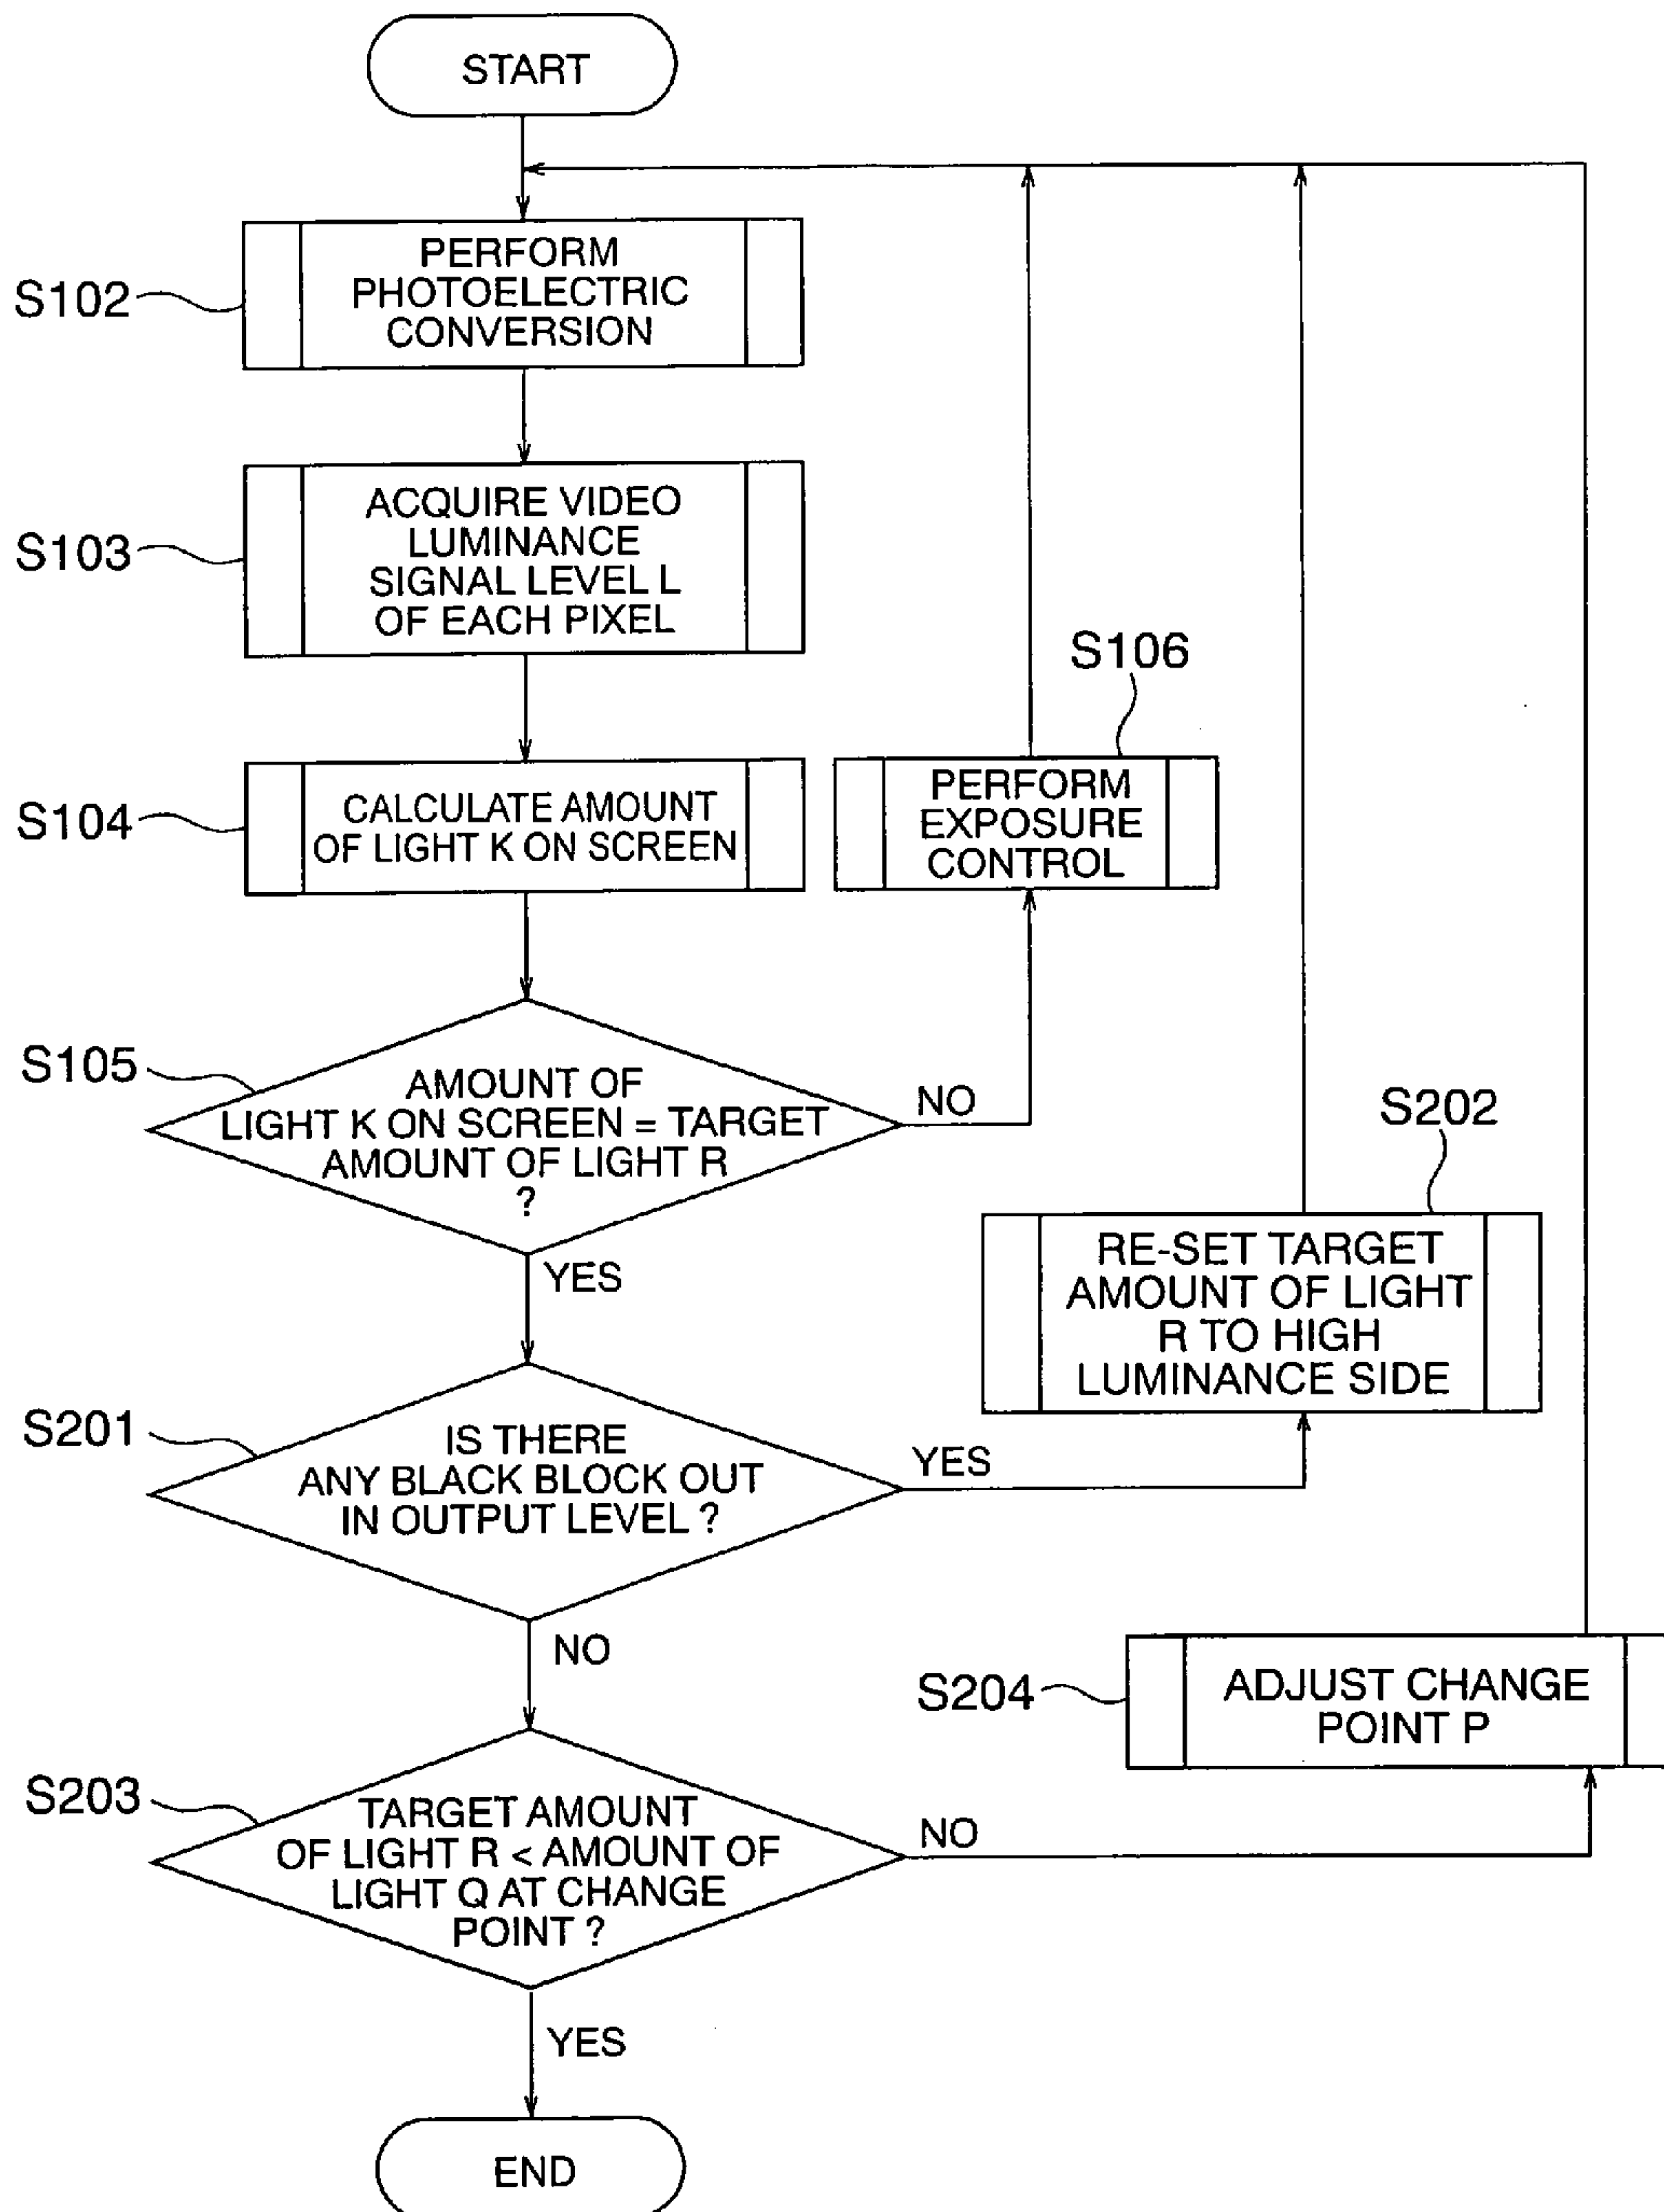 START
S102
PERFORM
PHOTOELECTRIC
CONVERSION
S103
ACQUIRE VIDEO
LUMINANCE
SIGNAL LEVEL L
OF EACH PIXEL
S104
CALCULATE AMOUNT
OF LIGHT K ON SCREEN
S106
PERFORM
EXPOSURE
CONTROL
S105
AMOUNT OF
LIGHT K ON SCREEN = TARGET
AMOUNT OF LIGHT R
?
NO
YES
S202
RE-SET TARGET
AMOUNT OF LIGHT
R TO HIGH
LUMINANCE SIDE
S201
IS THERE
ANY BLACK BLOCK OUT
IN OUTPUT LEVEL ?
YES
NO
S204
ADJUST CHANGE
POINT P
S203
TARGET AMOUNT
OF LIGHT R < AMOUNT OF
LIGHT Q AT CHANGE
POINT ?
NO
YES
END